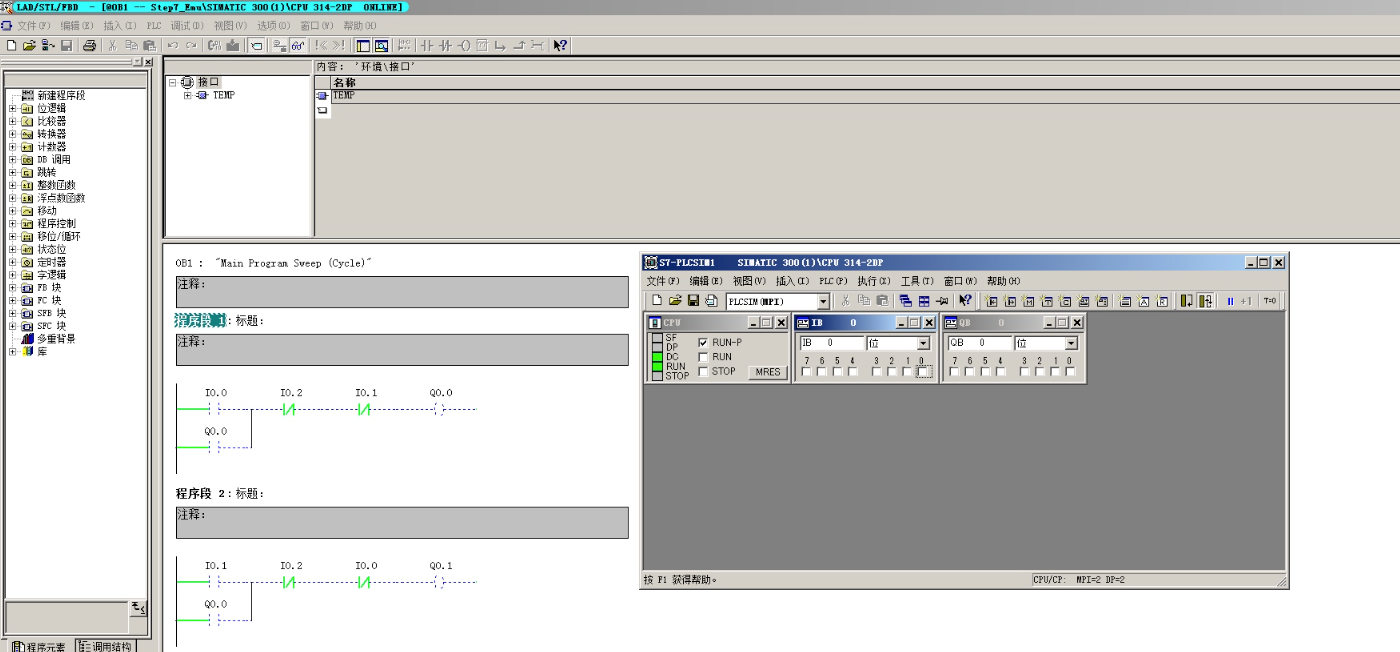 LAD/STL/FBD - [@OB1 -- Step7_Emu\SIMATIC 300(1)\CPU 314-2DP ONLINE]
文件(F) 编辑(E) 插入(I) PLC 调试(D) 视图(V) 选项(O) 窗口(W) 帮助(H)
新建程序段
位逻辑
比较器
转换器
计数器
DB 调用
跳转
整数函数
浮点数函数
移动
程序控制
移位/循环
状态位
定时器
字逻辑
FB 块
FC 块
SFB 块
SFC 块
多重背景
库
程序元素 调用结构
接口
TEMP
内容: '环境\接口'
名称
TEMP
OB1 : "Main Program Sweep (Cycle)"
注释:
程序段 1:标题:
注释:
I0.0 I0.2 I0.1 Q0.0
Q0.0
程序段 2:标题:
注释:
I0.1 I0.2 I0.0 Q0.1
Q0.0
S7-PLCSIM1 SIMATIC 300(1)\CPU 314-2DP
文件(F) 编辑(E) 视图(V) 插入(I) PLC(P) 执行(X) 工具(T) 窗口(W) 帮助(H)
PLCSIM(MPI) +1 T=0
CPU
SF
DP
DC
RUN
STOP
RUN-P
RUN
STOP MRES
IB 0
IB 0 位
7 6 5 4 3 2 1 0
QB 0
QB 0 位
7 6 5 4 3 2 1 0
按 F1 获得帮助。 CPU/CP: MPI=2 DP=2